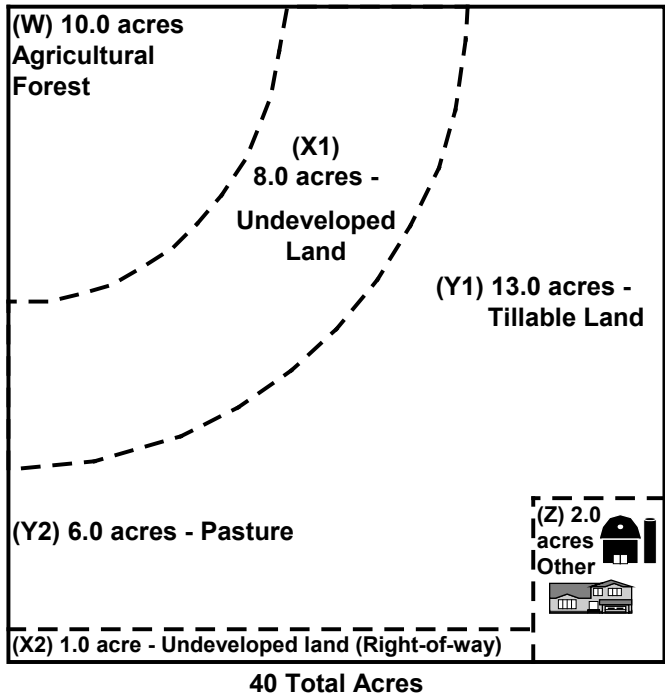 (W) 10.0 acres
Agricultural
Forest
(X1)
8.0 acres -
Undeveloped
Land
(Y1) 13.0 acres -
Tillable Land
(Y2) 6.0 acres - Pasture
(Z) 2.0
acres
Other
(X2) 1.0 acre - Undeveloped land (Right-of-way)
40 Total Acres